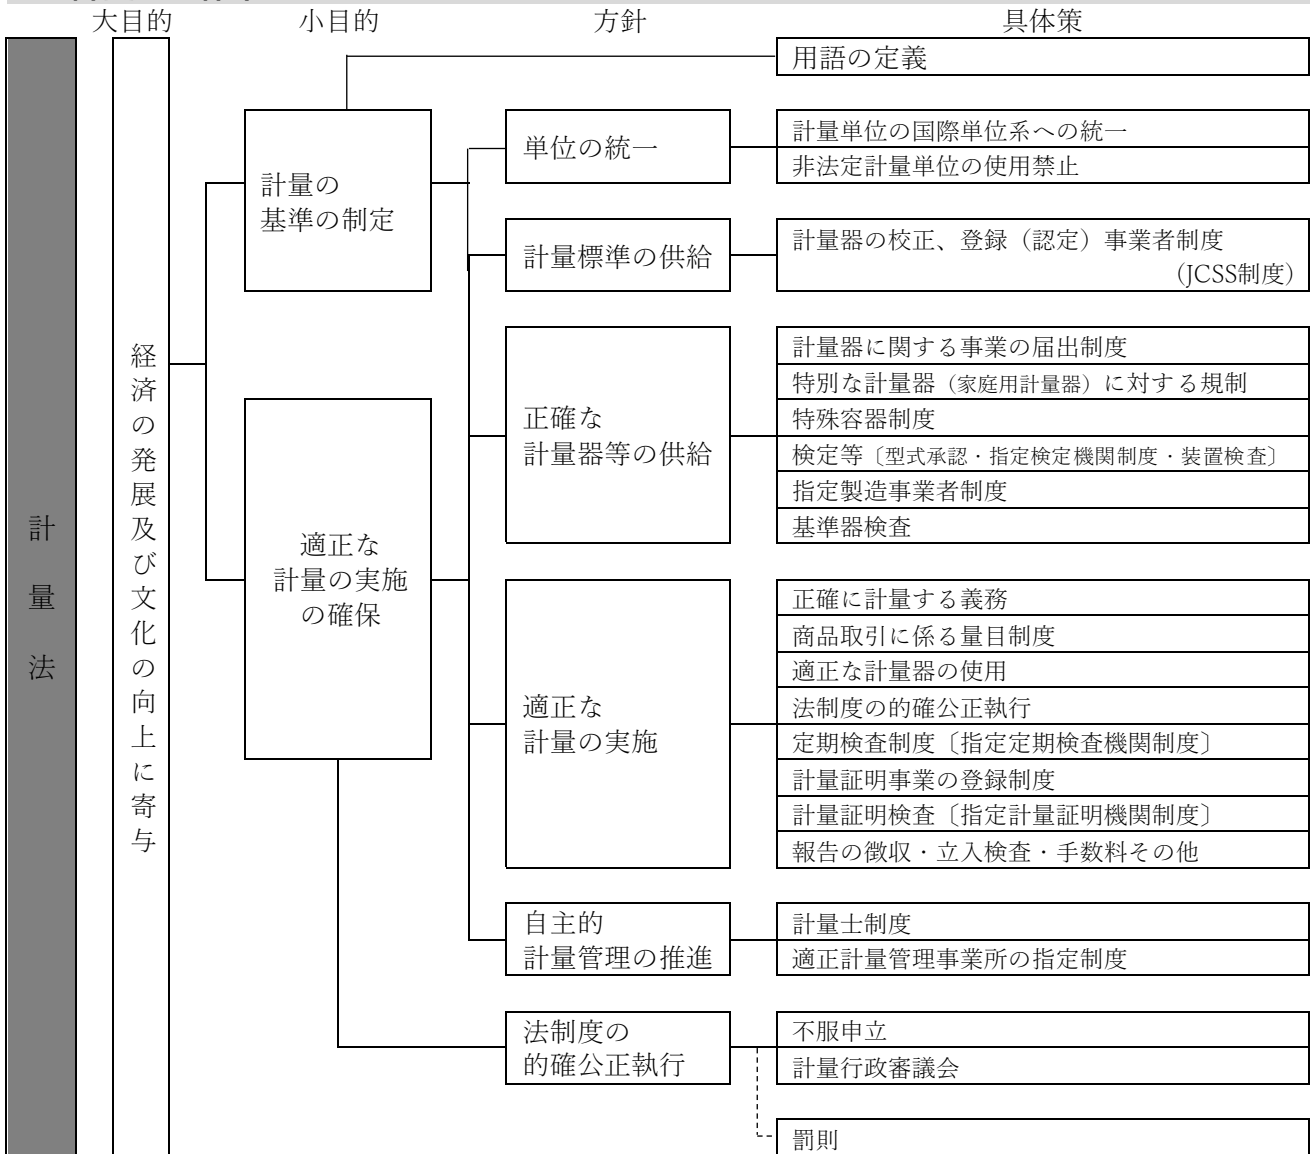 大目的 小目的 方針 具体策
計量法
経済の発展及び文化の向上に寄与
計量の
基準の制定
適正な
計量の実施
の確保
用語の定義
単位の統一
計量単位の国際単位系への統一
非法定計量単位の使用禁止
計量標準の供給
計量器の校正、登録（認定）事業者制度
（JCSS制度）
正確な
計量器等の供給
計量器に関する事業の届出制度
特別な計量器（家庭用計量器）に対する規制
特殊容器制度
検定等〔型式承認・指定検定機関制度・装置検査〕
指定製造事業者制度
基準器検査
適正な
計量の実施
正確に計量する義務
商品取引に係る量目制度
適正な計量器の使用
法制度の的確公正執行
定期検査制度〔指定定期検査機関制度〕
計量証明事業の登録制度
計量証明検査〔指定計量証明機関制度〕
報告の徴収・立入検査・手数料その他
自主的
計量管理の推進
計量士制度
適正計量管理事業所の指定制度
法制度の
的確公正執行
不服申立
計量行政審議会
罰則